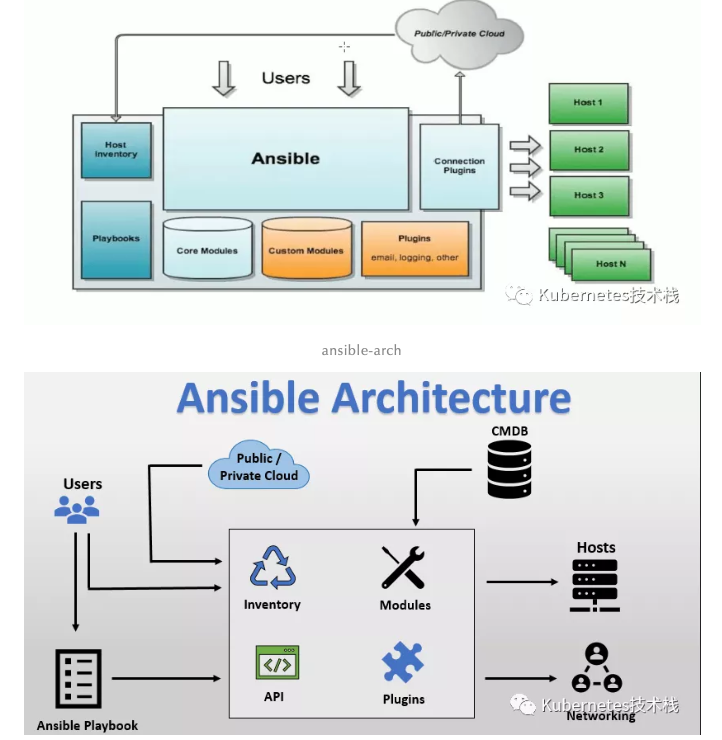 Public/Private Cloud
Users
Host
Inventory
Ansible
Connection
Plugins
Host 1
Host 2
Host 3
Host N
Playbooks
Core Modules
Custom Modules
Plugins
email, logging, other
Kubernetes技术栈
ansible-arch
Ansible Architecture
CMDB
Public /
Private Cloud
Users
Hosts
Inventory
Modules
API
Plugins
Kubernetes技术栈
Networking
Ansible Playbook